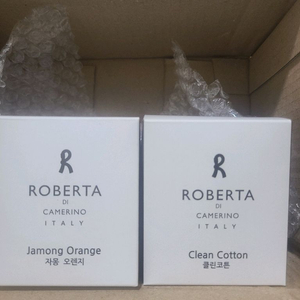 R
ROBERTA
DI
CAMERINO
ITALY
Jamong Orange
자몽 오렌지
R
ROBERTA
DI
CAMERINO
ITALY
Clean Cotton
클린코튼